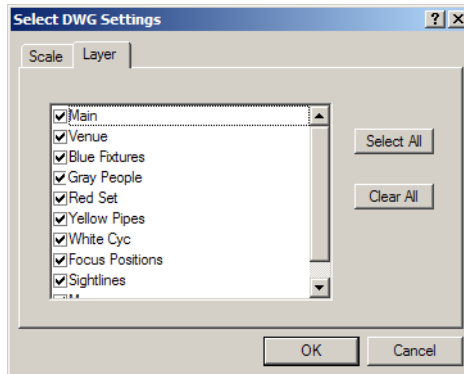 Select DWG Settings
Scale
Layer
Main
Venue
Blue Fixtures
Gray People
Red Set
Yellow Pipes
White Cyc
Focus Positions
Sightlines
Select All
Clear All
OK
Cancel